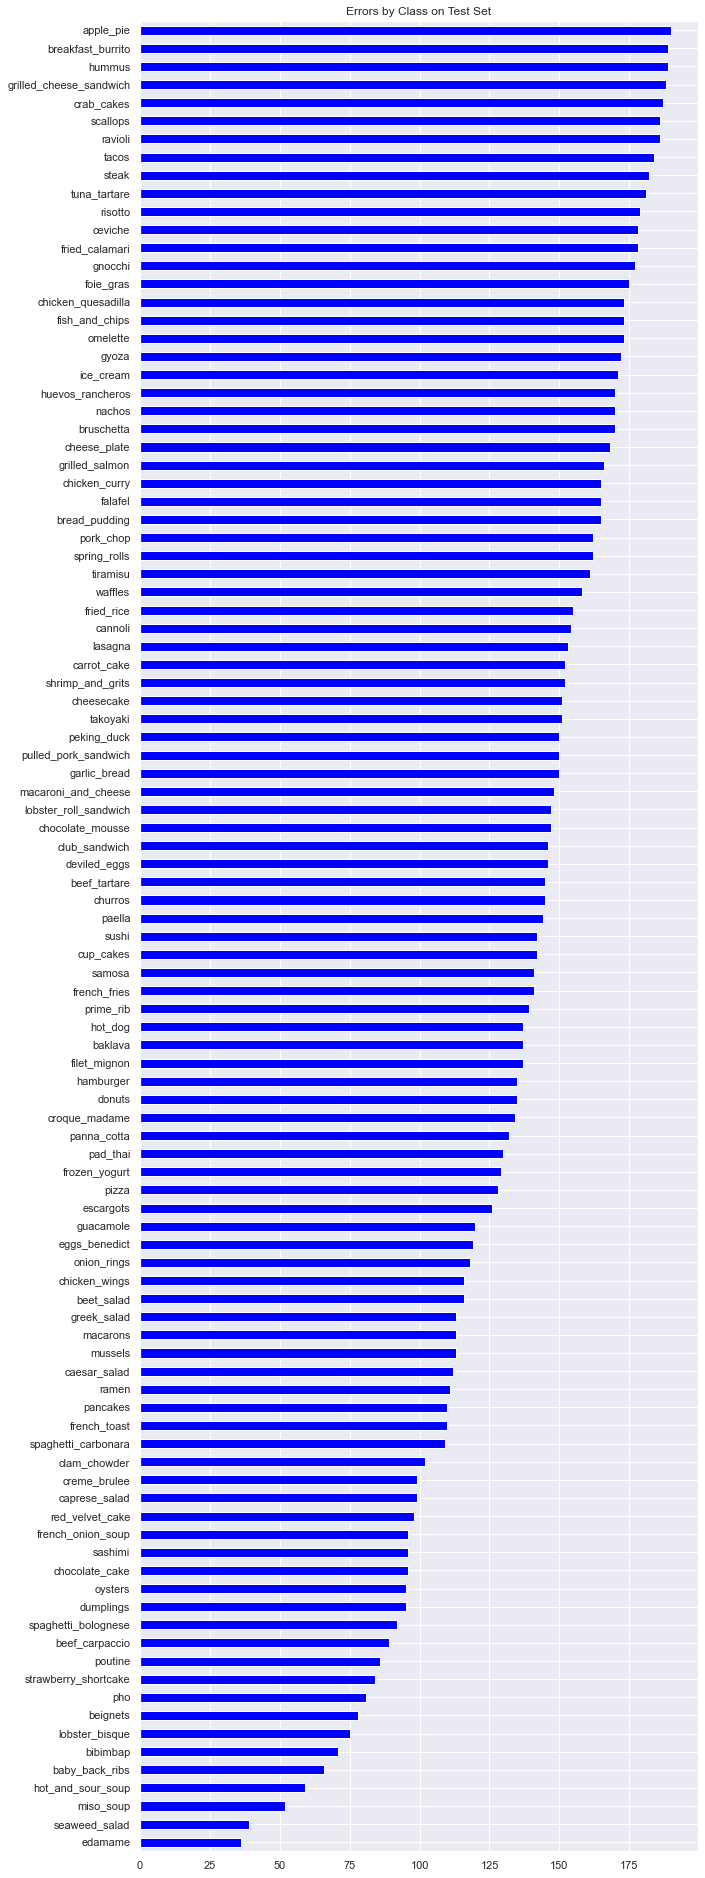 Errors by Class on Test Set
apple_pie
breakfast_burrito
hummus
grilled_cheese_sandwich
crab_cakes
scallops
ravioli
tacos
steak
tuna_tartare
risotto
ceviche
fried_calamari
gnocchi
foie_gras
chicken_quesadilla
fish_and_chips
omelette
gyoza
ice_cream
huevos_rancheros
nachos
bruschetta
cheese_plate
grilled_salmon
chicken_curry
falafel
bread_pudding
pork_chop
spring_rolls
tiramisu
waffles
fried_rice
cannoli
lasagna
carrot_cake
shrimp_and_grits
cheesecake
takoyaki
peking_duck
pulled_pork_sandwich
garlic_bread
macaroni_and_cheese
lobster_roll_sandwich
chocolate_mousse
club_sandwich
deviled_eggs
beef_tartare
churros
paella
sushi
cup_cakes
samosa
french_fries
prime_rib
hot_dog
baklava
filet_mignon
hamburger
donuts
croque_madame
panna_cotta
pad_thai
frozen_yogurt
pizza
escargots
guacamole
eggs_benedict
onion_rings
chicken_wings
beet_salad
greek_salad
macarons
mussels
caesar_salad
ramen
pancakes
french_toast
spaghetti_carbonara
clam_chowder
creme_brulee
caprese_salad
red_velvet_cake
french_onion_soup
sashimi
chocolate_cake
oysters
dumplings
spaghetti_bolognese
beef_carpaccio
poutine
strawberry_shortcake
pho
beignets
lobster_bisque
bibimbap
baby_back_ribs
hot_and_sour_soup
miso_soup
seaweed_salad
edamame
0 25 50 75 100 125 150 175